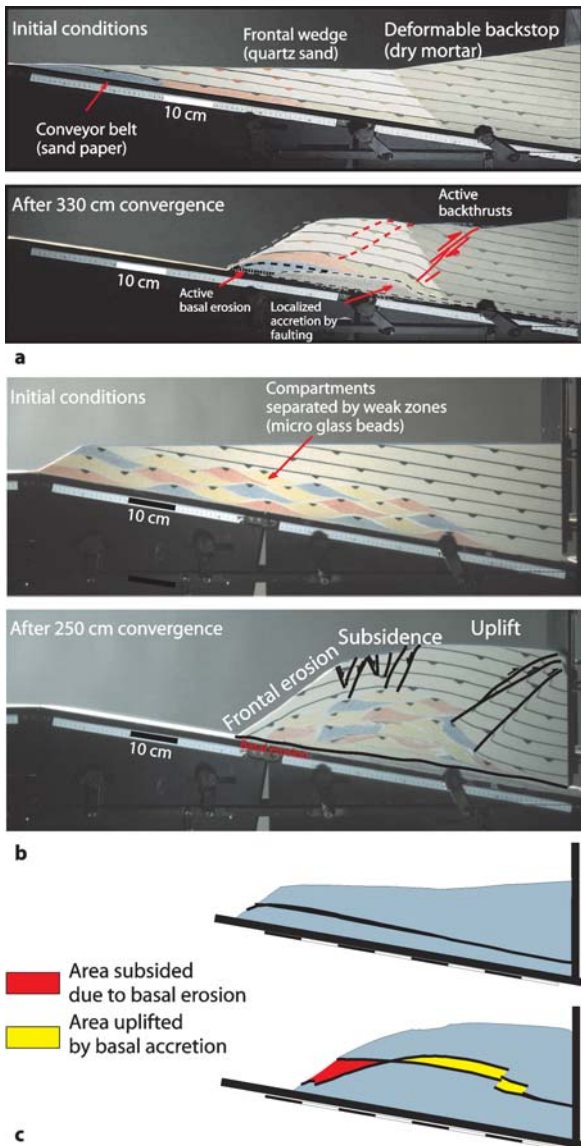 Initial conditions
Frontal wedge
(quartz sand)
Deformable backstop
(dry mortar)
10 cm
Conveyor belt
(sand paper)
After 330 cm convergence
Active
backthrusts
10 cm
Active
basal erosion
Localized
accretion by
faulting
a
Initial conditions
Compartments
separated by weak zones
(micro glass beads)
10 cm
After 250 cm convergence
Frontal erosion
Subsidence
Uplift
10 cm
Basal erosion
b
Area subsided
due to basal erosion
Area uplifted
by basal accretion
c